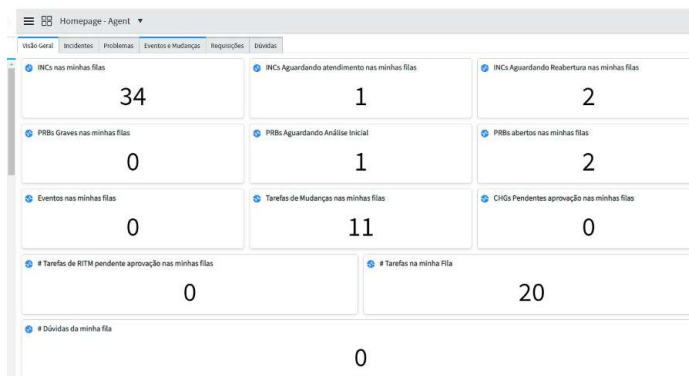 Homepage - Agent
Visão Geral Incidentes Problemas Eventos e Mudanças Requisições Dúvidas
INCs nas minhas filas
34
INCs Aguardando atendimento nas minhas filas
1
INCs Aguardando Reabertura nas minhas filas
2
PRBs Graves nas minhas filas
0
PRBs Aguardando Análise Inicial
1
PRBs abertos nas minhas filas
2
Eventos nas minhas filas
0
Tarefas de Mudanças nas minhas filas
11
CHGs Pendentes aprovação nas minhas filas
0
# Tarefas de RITM pendente aprovação nas minhas filas
0
# Tarefas na minha Fila
20
# Dúvidas da minha fila
0